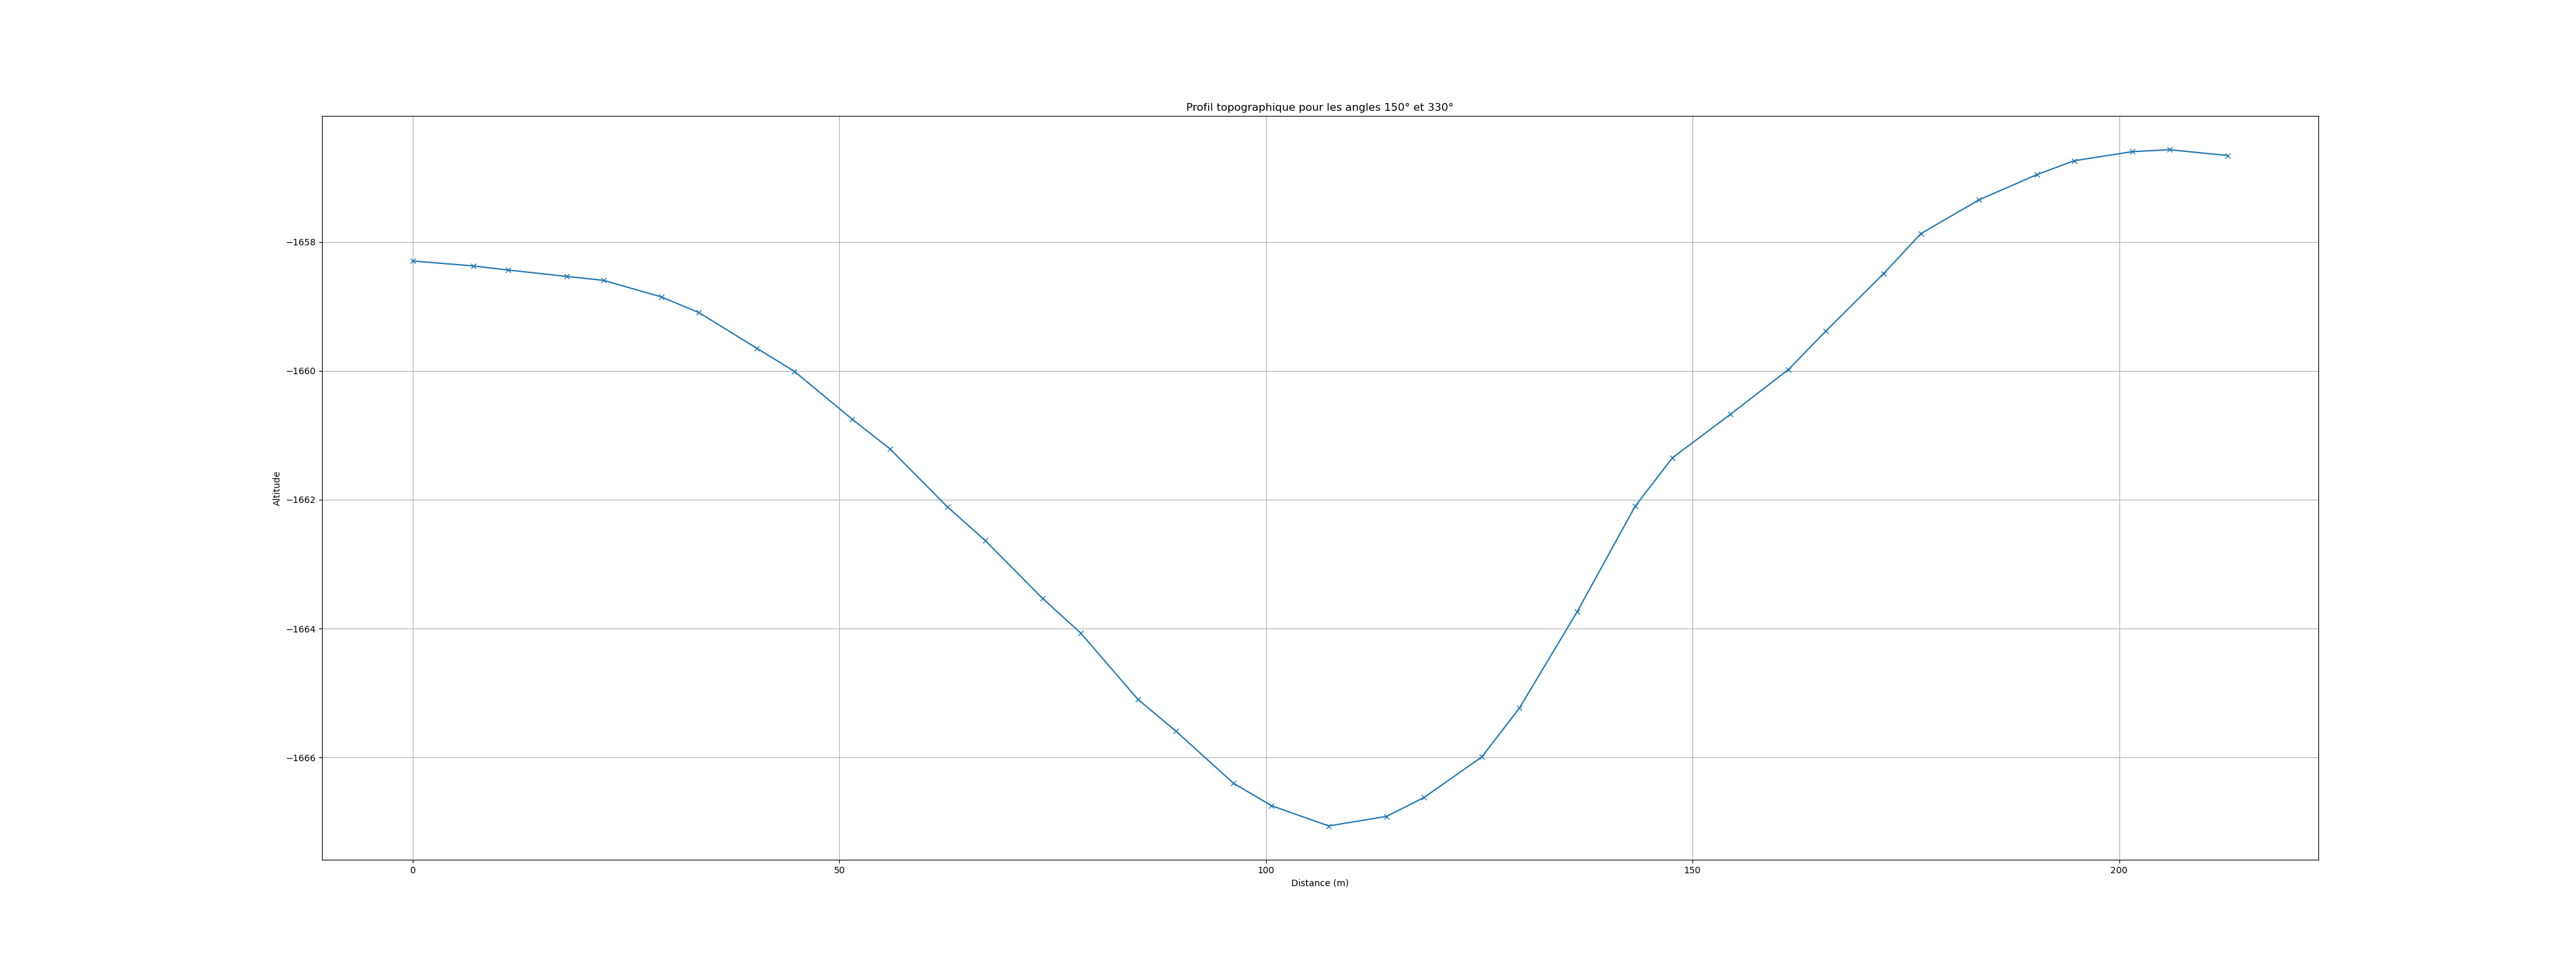 Profil topographique pour les angles 150° et 330°
Altitude
−1658
−1660
−1662
−1664
−1666
0 50 100 150 200
Distance (m)